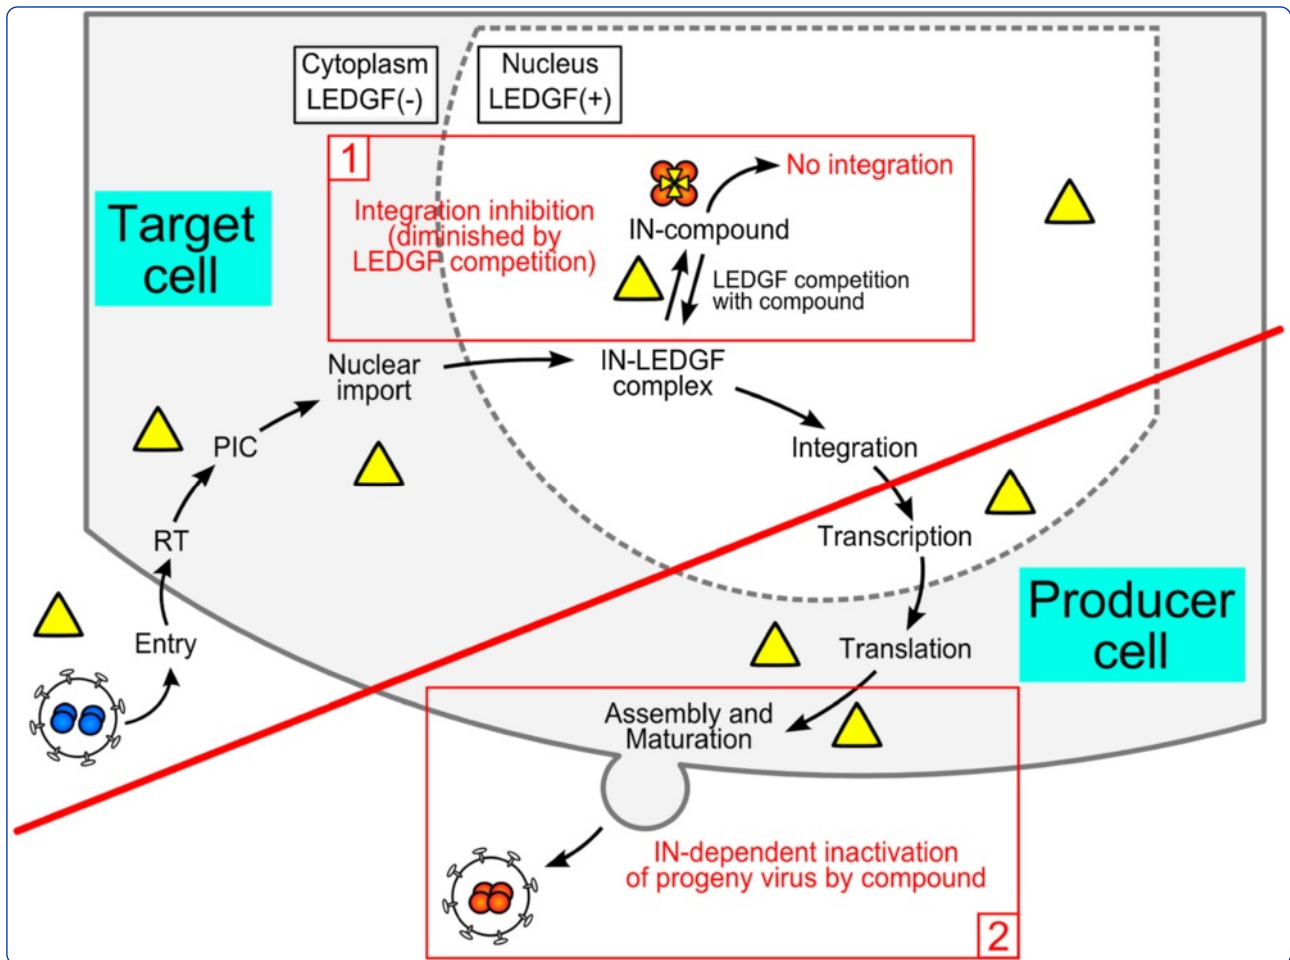 Cytoplasm
LEDGF(-)
Nucleus
LEDGF(+)
1
No integration
Target
cell
Integration inhibition
(diminished by
LEDGF competition)
IN-compound
LEDGF competition
with compound
Nuclear
import
IN-LEDGF
complex
PIC
Integration
RT
Transcription
Entry
Translation
Producer
cell
Assembly and
Maturation
IN-dependent inactivation
of progeny virus by compound
2